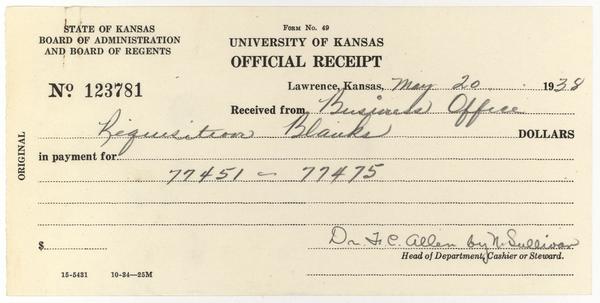 STATE OF KANSAS
BOARD OF ADMINISTRATION
AND BOARD OF REGENTS
Form No. 49
UNIVERSITY OF KANSAS
OFFICIAL RECEIPT
No 123781
Lawrence, Kansas, May 20 1938
Received from Business Office
Requisition Blanks DOLLARS
in payment for
77451 - 77475
ORIGINAL
$
Dr. F. C. Allen by N. Sullivan
Head of Department, Cashier or Steward.
15-5431 10-34-25M